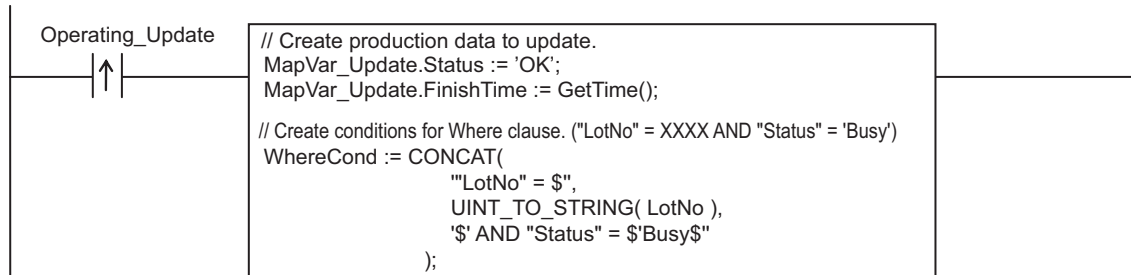 Operating_Update
// Create production data to update.
MapVar_Update.Status := 'OK';
MapVar_Update.FinishTime := GetTime();
// Create conditions for Where clause. ("LotNo" = XXXX AND "Status" = 'Busy')
WhereCond := CONCAT(
'"LotNo" = $'',
UINT_TO_STRING( LotNo ),
'$' AND "Status" = $'Busy$''
);